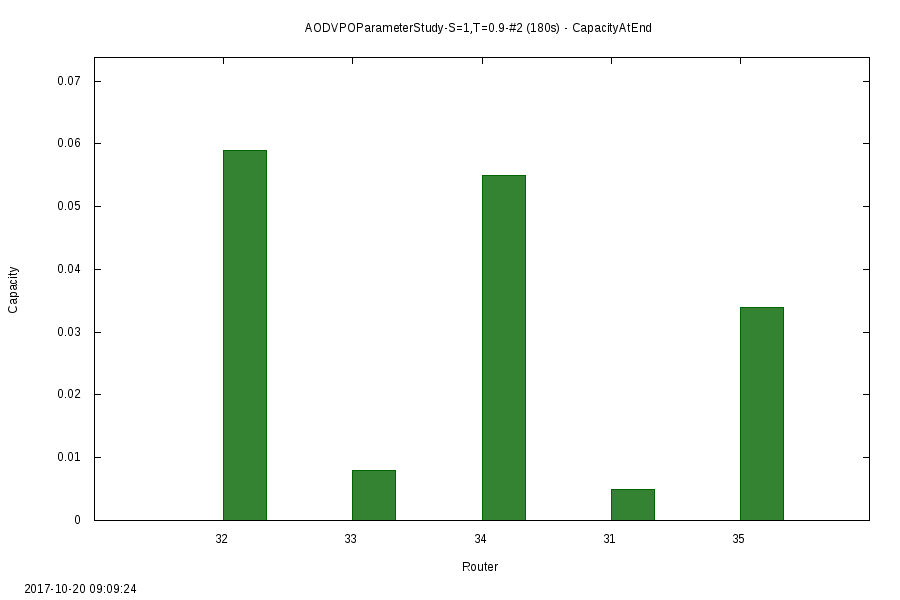 AODVPOParameterStudy-S=1,T=0.9-#2 (180s) - CapacityAtEnd
0.07
0.06
0.05
0.04
0.03
0.02
0.01
0
Capacity
32 33 34 31 35
Router
2017-10-20 09:09:24